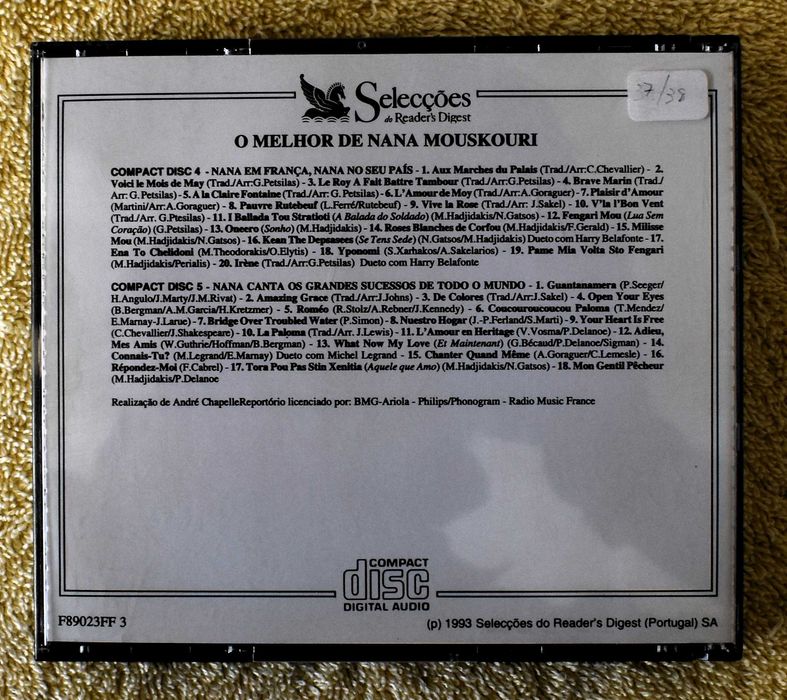 Selecções
do Reader's Digest
37/38
O MELHOR DE NANA MOUSKOURI
COMPACT DISC 4 - NANA EM FRANÇA, NANA NO SEU PAÍS - 1. Aux Marches du Palais (Trad./Arr:C.Chevallier) - 2.
Voici le Mois de May (Trad./Arr:G.Petsilas) - 3. Le Roy A Fait Battre Tambour (Trad./Arr:G.Petsilas) - 4. Brave Marin (Trad./
Arr: G. Petsilas) - 5. A la Claire Fontaine (Trad./Arr: G. Petsilas) - 6. L'Amour de Moy (Trad./Arr:A.Goraguer) - 7. Plaisir d'Amour
(Martini/Arr:A.Goraguer) - 8. Pauvre Rutebeuf (L.Ferré/Rutebeuf) - 9. Vive la Rose (Trad./Arr: J.Sakel) - 10. V'la l'Bon Vent
(Trad./Arr. G.Ptesilas) - 11. I Ballada Tou Stratioti (A Balada do Soldado) (M.Hadjidakis/N.Gatsos) - 12. Fengari Mou (Lua Sem
Coração) (G.Petsilas) - 13. Oneero (Sonho) (M.Hadjidakis) - 14. Roses Blanches de Corfou (M.Hadjidakis/F.Gerald) - 15. Milisse
Mou (M.Hadjidakis/N.Gatsos) - 16. Kean The Depsasees (Se Tens Sede) (N.Gatsos/M.Hadjidakis) Dueto com Harry Belafonte - 17.
Ena To Chelidoni (M.Theodorakis/O.Elytis) - 18. Yponomi (S.Xarhakos/A.Sakelarios) - 19. Pame Mia Volta Sto Fengari
(M.Hadjidakis/Perialis) - 20. Irène (Trad./Arr:G.Petsilas) Dueto com Harry Belafonte
COMPACT DISC 5 - NANA CANTA OS GRANDES SUCESSOS DE TODO O MUNDO - 1. Guantanamera (P.Seeger/
H.Angulo/J.Marty/J.M.Rivat) - 2. Amazing Grace (Trad./Arr:J.Johns) - 3. De Colores (Trad./Arr:J.Sakel) - 4. Open Your Eyes
(B.Bergman/A.M.Garcia/H.Kretzmer) - 5. Roméo (R.Stolz/A.Rebner/J.Kennedy) - 6. Coucouroucoucou Paloma (T.Mendez/
E.Marnay-J.Larue) - 7. Bridge Over Troubled Water (P.Simon) - 8. Nuestro Hogar (J.-P.Ferland/S.Marti) - 9. Your Heart Is Free
(C.Chevallier/J.Shakespeare) - 10. La Paloma (Trad./Arr. J.Lewis) - 11. L'Amour en Heritage (V.Vosma/P.Delanoe) - 12. Adieu,
Mes Amis (W.Guthrie/Hoffman/B.Bergman) - 13. What Now My Love (Et Maintenant) (G.Bécaud/P.Delanoe/Sigman) - 14.
Connais-Tu? (M.Legrand/E.Marnay) Dueto com Michel Legrand - 15. Chanter Quand Même (A.Goraguer/C.Lemesle) - 16.
Répondez-Moi (F.Cabrel) - 17. Tora Pou Pas Stin Xenitia (Aquele que Amo) (M.Hadjidakis/N.Gatsos) - 18. Mon Gentil Pêcheur
(M.Hadjidakis/P.Delanoe
Realização de André ChapelleReportório licenciado por: BMG-Ariola - Philips/Phonogram - Radio Music France
COMPACT
disc
DIGITAL AUDIO
F89023FF 3
(p) 1993 Selecções do Reader's Digest (Portugal) SA